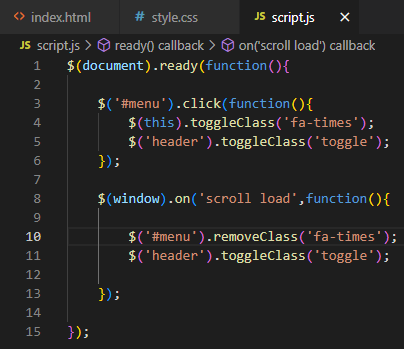 index.html style.css script.js
script.js > ready() callback > on('scroll load') callback
1 $(document).ready(function(){
2
3 $('#menu').click(function(){
4 $(this).toggleClass('fa-times');
5 $('header').toggleClass('toggle');
6 });
7
8 $(window).on('scroll load',function(){
9
10 $('#menu').removeClass('fa-times');
11 $('header').toggleClass('toggle');
12
13 });
14
15 });